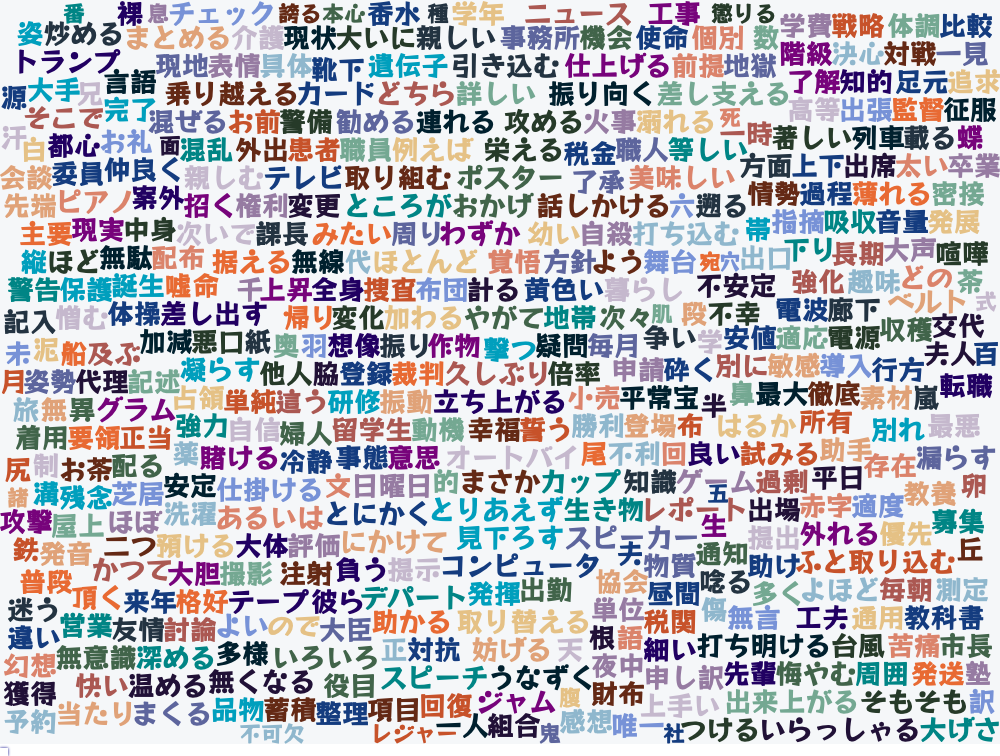 番 裸 息 チェック 誇る 本心 香水 種 学年 ニュース 工事 懲りる
姿 炒める まとめる 介護 現状 大いに 親しい 事務所 機会 使命 個別 数 学費 戦略 体調 比較
トランプ 現地 表情 具体 靴下 遺伝子 引き込む 仕上げる 前提 地獄 階級 決心 対戦 一見
源 大手 兄 言語 乗り越える カード どちら 詳しい 振り向く 差し支える 了解 知的 足元 追求
そこで 完了 混ぜる お前 警備 勧める 連れる 攻める 火事 溺れる 死 高等 出張 監督 征服
汗 白 都心 お礼 面 混乱 外出 患者 職員 例えば 栄える 税金 職人 等しい 一時 著しい 列車 載る 蝶
会談 委員 仲良く 親しむ テレビ 取り組む ポスター 了承 美味しい 方面 上下 出席 太い 卒業
先端 ピアノ 案外 招く 権利 変更 ところが おかげ 話しかける 六 遡る 情勢 過程 薄れる 密接
主要 現実 中身 次いで 課長 みたい 周り わずか 幼い 自殺 打ち込む 帯 指摘 吸収 音量 発展
縦 ほど 無駄 配布 据える 無線 代 ほとんど 覚悟 方針 よう 舞台 宛 穴 出口 下り 長期 大声 喧嘩
警告 保護 誕生 嘘 命 千 上昇 全身 捜査 布団 計る 黄色い 暮らし 不安定 強化 趣味 どの 茶
記入 憎む 体操 差し出す 帰り 変化 加わる やがて 地帯 次々 肌 段 不幸 電波 廊下 ベルト 式
未 泥 船 及ぶ 加減 悪口 紙 奥 羽 想像 振り 作物 撃つ 疑問 毎月 争い 学 安値 適応 電源 収穫 交代
月 姿勢 代理 記述 凝らす 他人 脇 登録 裁判 久しぶり 倍率 申請 砕く 別に 敏感 導入 行方 夫人 百
旅 無 異 グラム 占領 単純 違う 研修 振動 立ち上がる 小売 平常 宝 半 鼻 最大 徹底 素材 嵐 転職
着用 要領 正当 強力 自信 婦人 留学生 動機 幸福 誓う 勝利 登場 布 はるか 所有 別れ 最悪
尻 制 お茶 配る 薬 賭ける 冷静 事態 意思 オートバイ 尾 不利 回 良い 試みる 助手 存在 漏らす
諸 溝 残念 芝居 安定 仕掛ける 文 日曜日 的 まさか カップ 知識 ゲーム 五 過剰 平日 教養 卵
攻撃 屋上 ほぼ 洗濯 あるいは とにかく とりあえず 生き物 レポート 生 出場 赤字 適度 募集
鉄 発音 二つ 預ける 大体 評価 にかけて 見下ろす スピーカー 提出 外れる 優先 丘
普段 かつて 大胆 撮影 注射 負う 提示 コンピュータ 物質 通知 助け ふと 取り込む
迷う 頂く 来年 格好 テープ 彼ら デパート 発揮 出勤 協会 昼間 唸る 多く よほど 毎朝 測定
違い 営業 友情 討論 よい ので 大臣 助かる 取り替える 単位 税関 傷 無言 工夫 通用 教科書
幻想 無意識 深める 多様 いろいろ 正 対抗 妨げる 天 根 語 細い 打ち明ける 台風 苦痛 市長
獲得 快い 温める 無くなる 役目 スピーチ うなずく 夜中 申し訳 先輩 悔やむ 周囲 発送 塾
予約 当たり まくる 品物 蓄積 整理 項目 回復 ジャム 腹 財布 上手い 出来上がる そもそも 訳
不可欠 レジャー 一人 組合 鬼 感想 唯一 社 つける いらっしゃる 大げさ